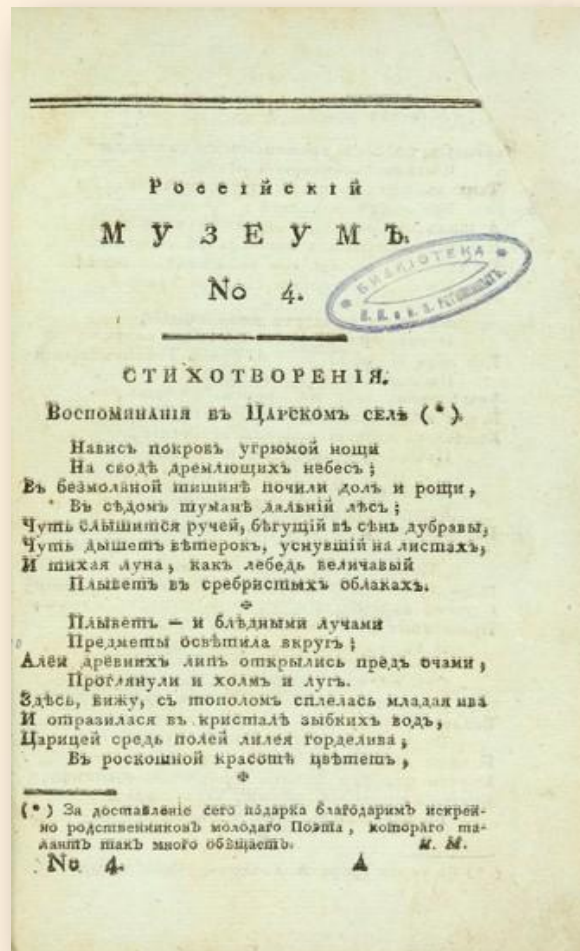 Россійскій
МУЗЕУМЪ.
No 4.
БИБЛІОТЕКА
СТИХОТВОРЕНІЯ.
Воспоминанія въ Царскомъ селѣ (*).
Нависъ покровъ угрюмой нощи
На сводѣ дремлющихъ небесъ;
Въ безмолвной тишинѣ почили долъ и рощи,
Въ сѣдомъ туманѣ дальній лѣсъ;
Чуть слышится ручей, бѣгущій въ сѣнь дубравы,
Чуть дышетъ вѣтерокъ, уснувшій на листахъ,
И тихая луна, какъ лебедь величавый
Плыветъ въ сребристыхъ облакахъ.
Плыветъ — и блѣдными лучами
Предметы освѣтила вкругъ;
Алеи древнихъ липъ открылись предъ очами,
Проглянули и холмъ и лугъ.
Здѣсь, вижу, съ тополомъ сплелась младая ива
И отразилася въ кристалѣ зыбкихъ водъ,
Царицей средь полей лилея горделива,
Въ роскошной красотѣ цвѣтетъ,
(*) За доставленіе сего подарка благодаримъ искрен-
но родственниковъ молодаго Поэта, котораго та-
лантъ такъ много обѣщаетъ. И. М.
No 4. А